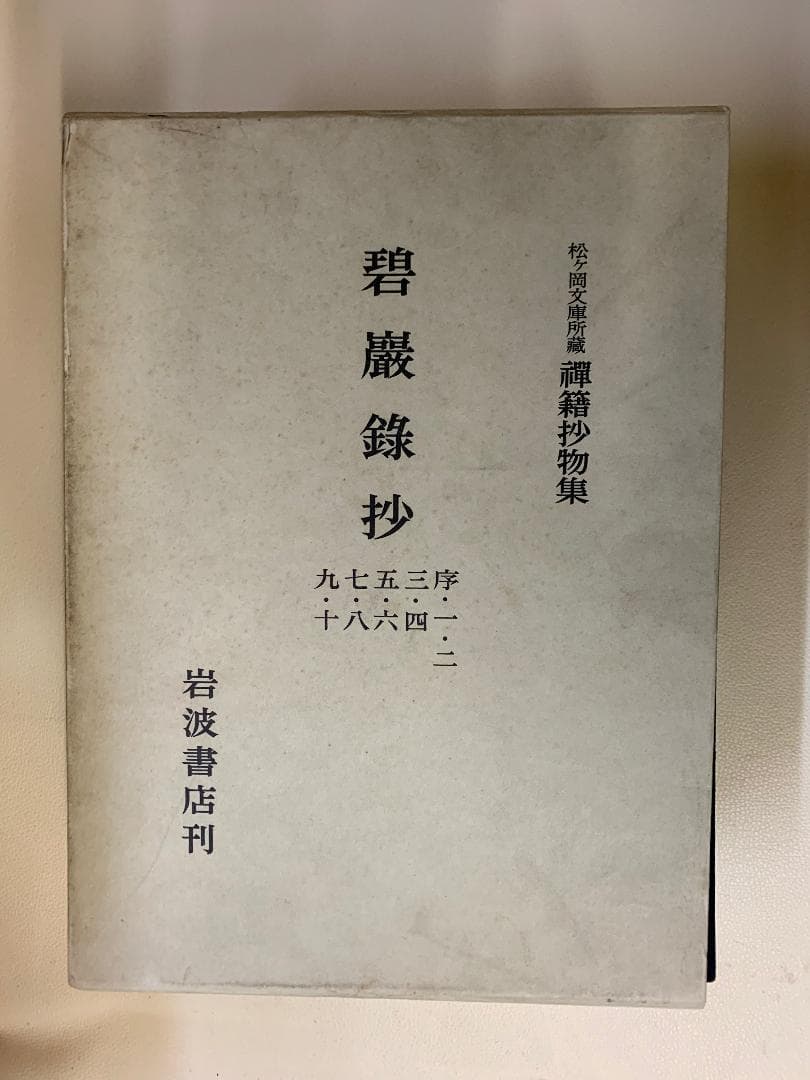 松ヶ岡文庫所藏 禪籍抄物集
碧巖錄抄
序・一・二
三・四
五・六
七・八
九・十
岩波書店刊